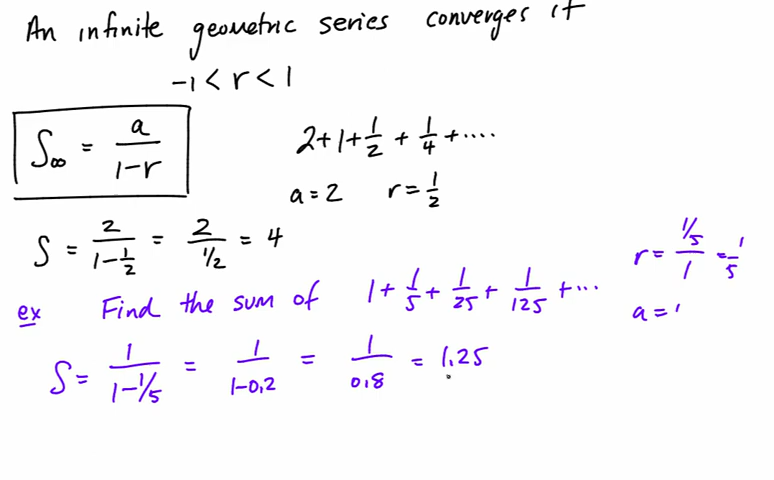 An infinite geometric series converges if
-1 < r < 1
S∞ = a/(1-r)
2+1+1/2 + 1/4 + ....
a = 2 r = 1/2
S = 2/(1-1/2) = 2/(1/2) = 4
ex Find the sum of 1 + 1/5 + 1/25 + 1/125 + ...
r = (1/5)/1 = 1/5
a = 1
S = 1/(1-1/5) = 1/(1-0.2) = 1/0.8 = 1.25